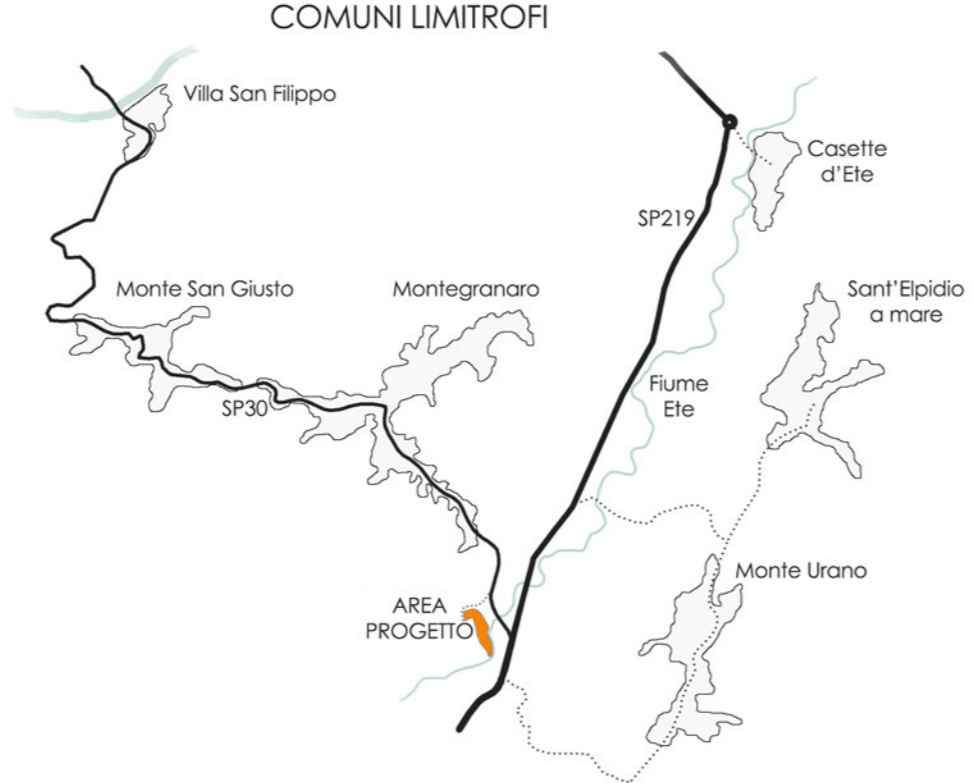 COMUNI LIMITROFI
Villa San Filippo
Casette
d'Ete
SP219
Monte San Giusto
Montegranaro
Sant'Elpidio
a mare
Fiume
Ete
SP30
Monte Urano
AREA
PROGETTO